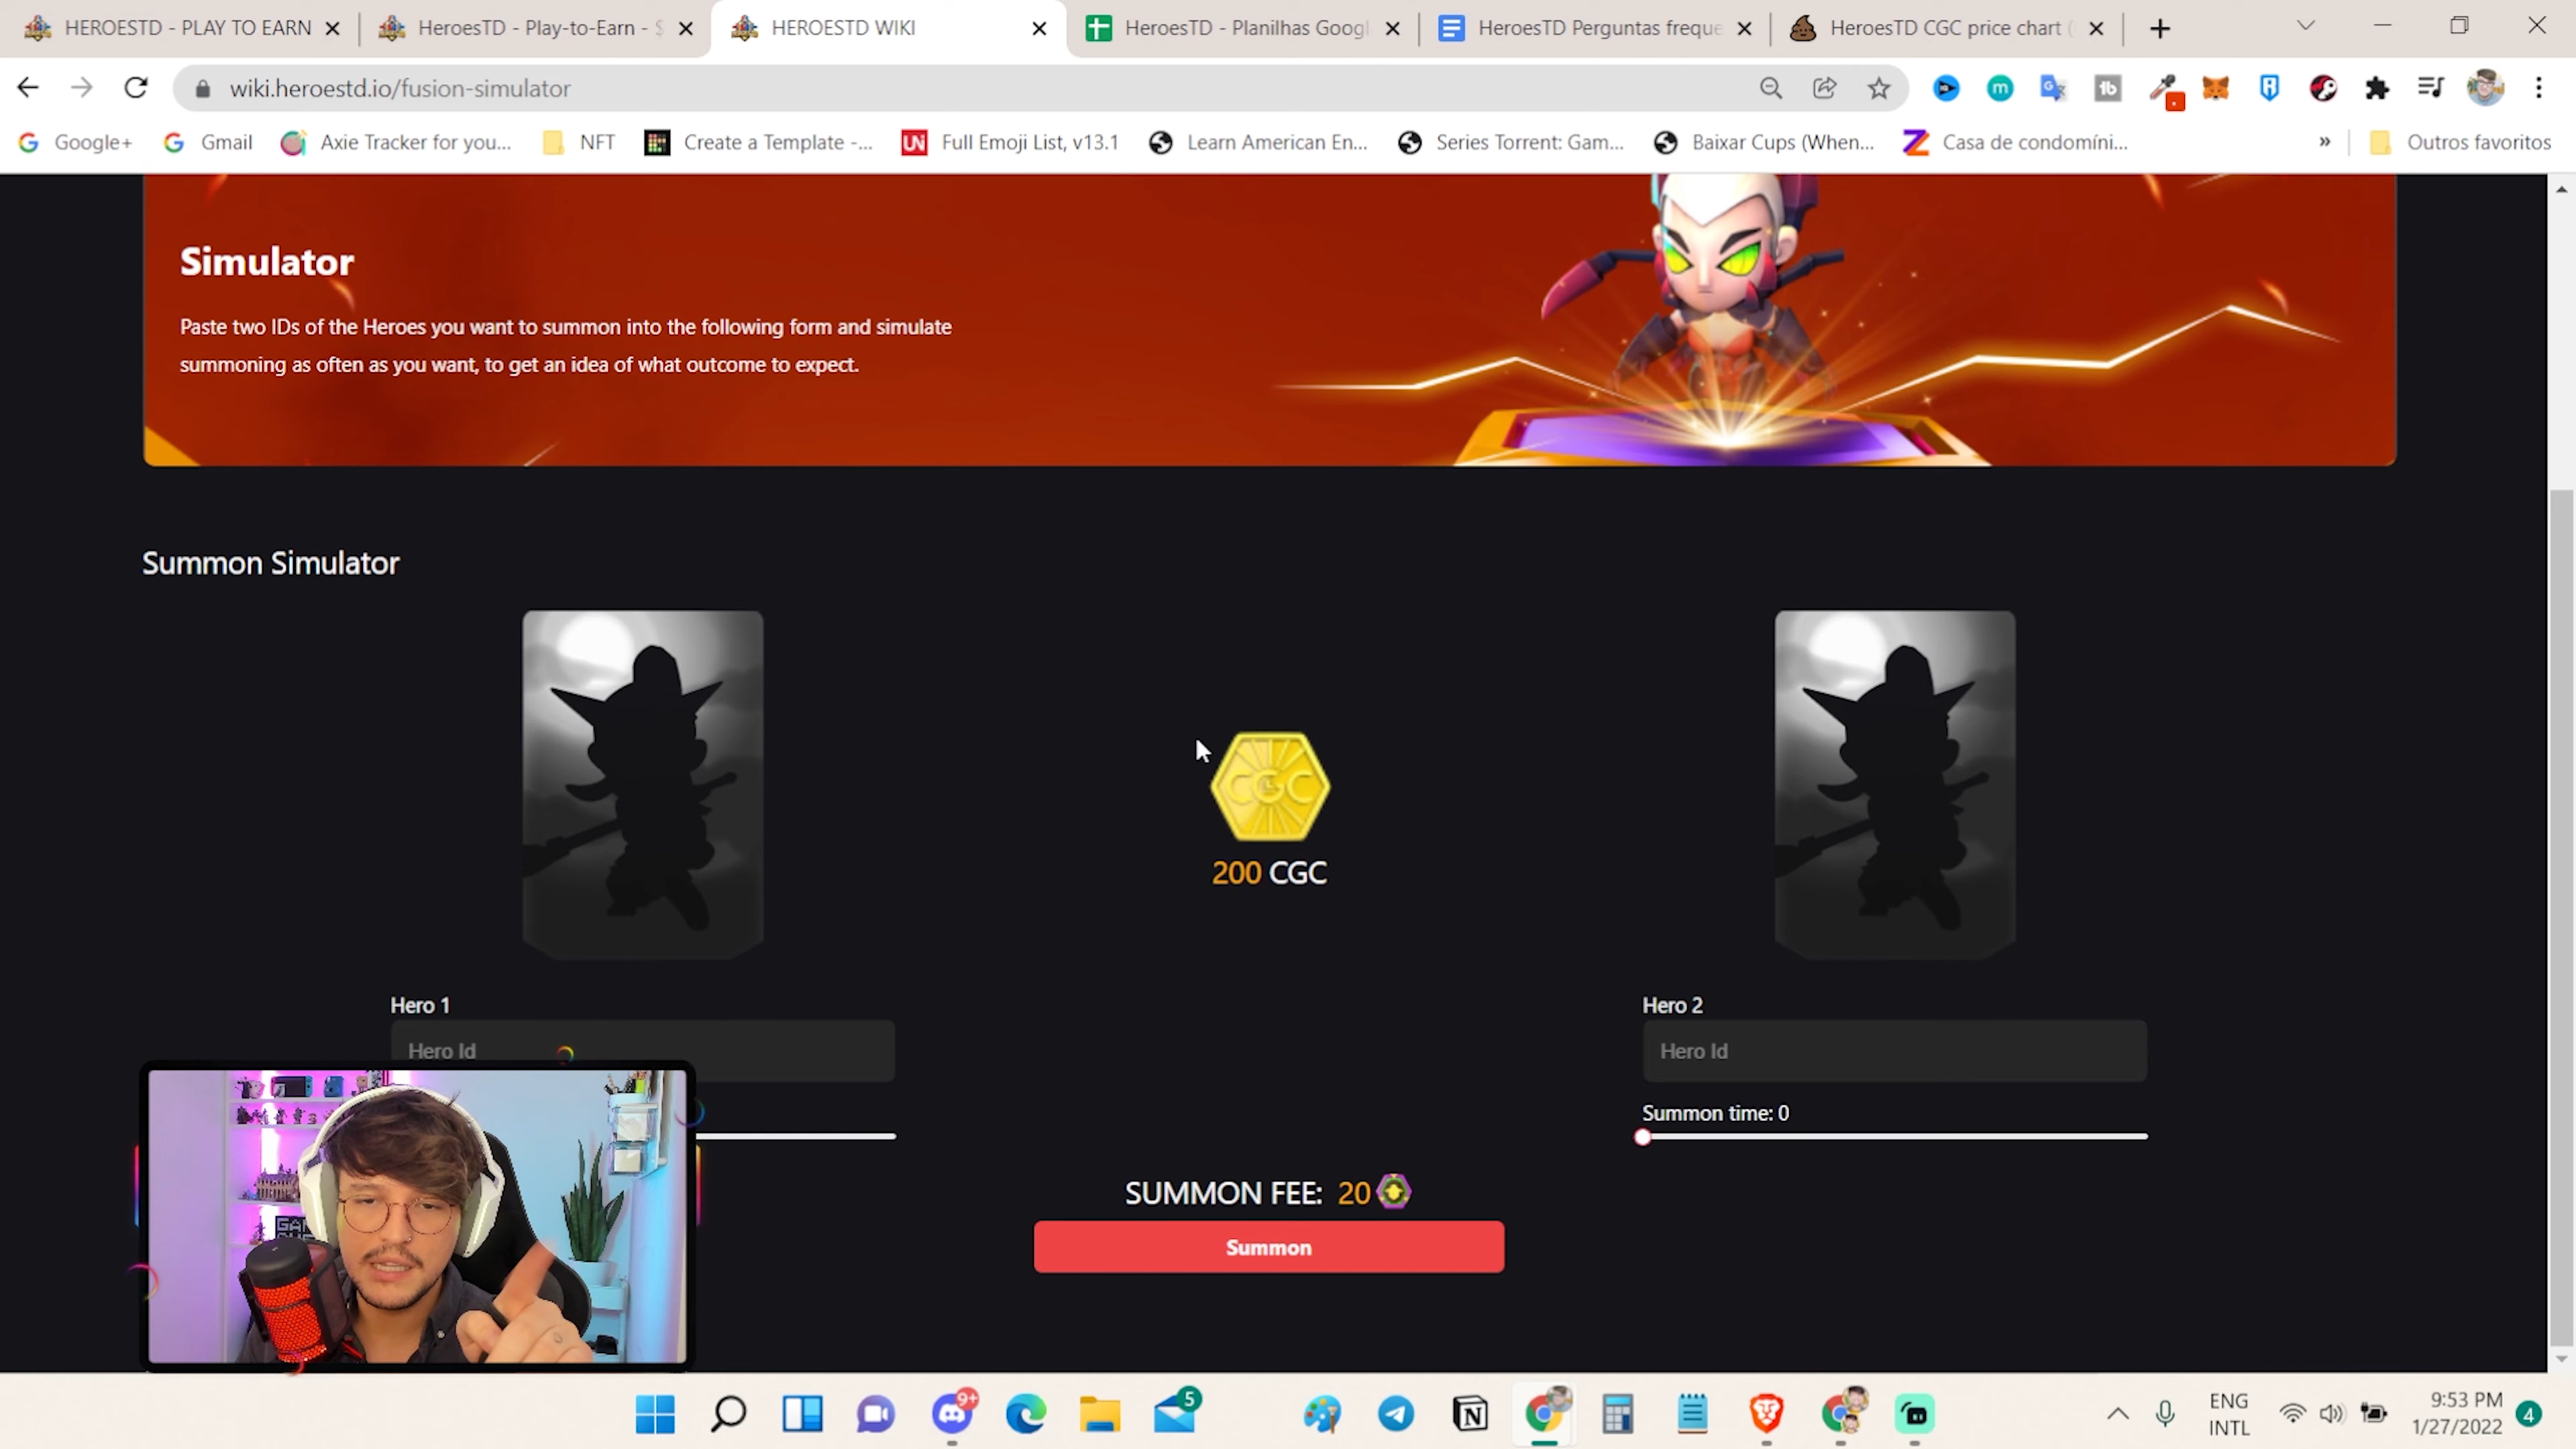 HEROESTD - PLAY TO EARN
HeroesTD - Play-to-Earn - $
HEROESTD WIKI
HeroesTD - Planilhas Googl
HeroesTD Perguntas freque
HeroesTD CGC price chart (
wiki.heroestd.io/fusion-simulator
Google+
Gmail
Axie Tracker for you...
NFT
Create a Template -...
Full Emoji List, v13.1
Learn American En...
Series Torrent: Gam...
Baixar Cups (When...
Casa de condomíni...
»
Outros favoritos
Simulator
Paste two IDs of the Heroes you want to summon into the following form and simulate
summoning as often as you want, to get an idea of what outcome to expect.
Summon Simulator
CGC
200 CGC
Hero 1
Hero Id
Hero 2
Hero Id
Summon time: 0
SUMMON FEE: 20
Summon
9+
5
ENG
INTL
9:53 PM
1/27/2022
4